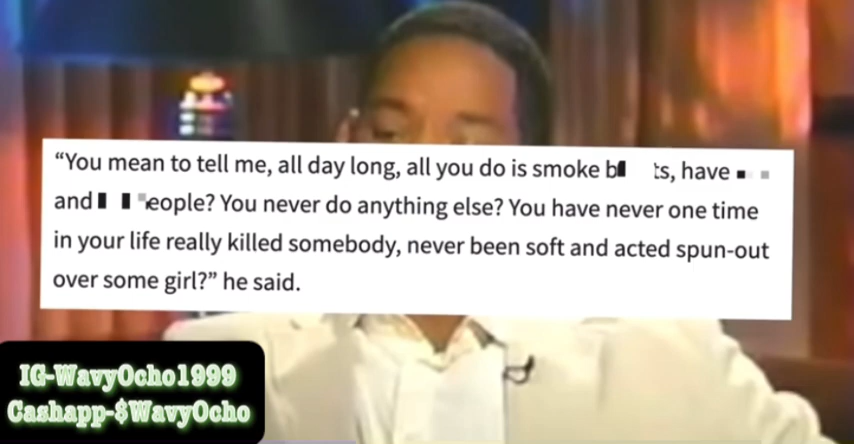 “You mean to tell me, all day long, all you do is smoke b ts, have
and eople? You never do anything else? You have never one time
in your life really killed somebody, never been soft and acted spun-out
over some girl?” he said.
IG-WavyOcho1999
Cashapp-$WavyOcho